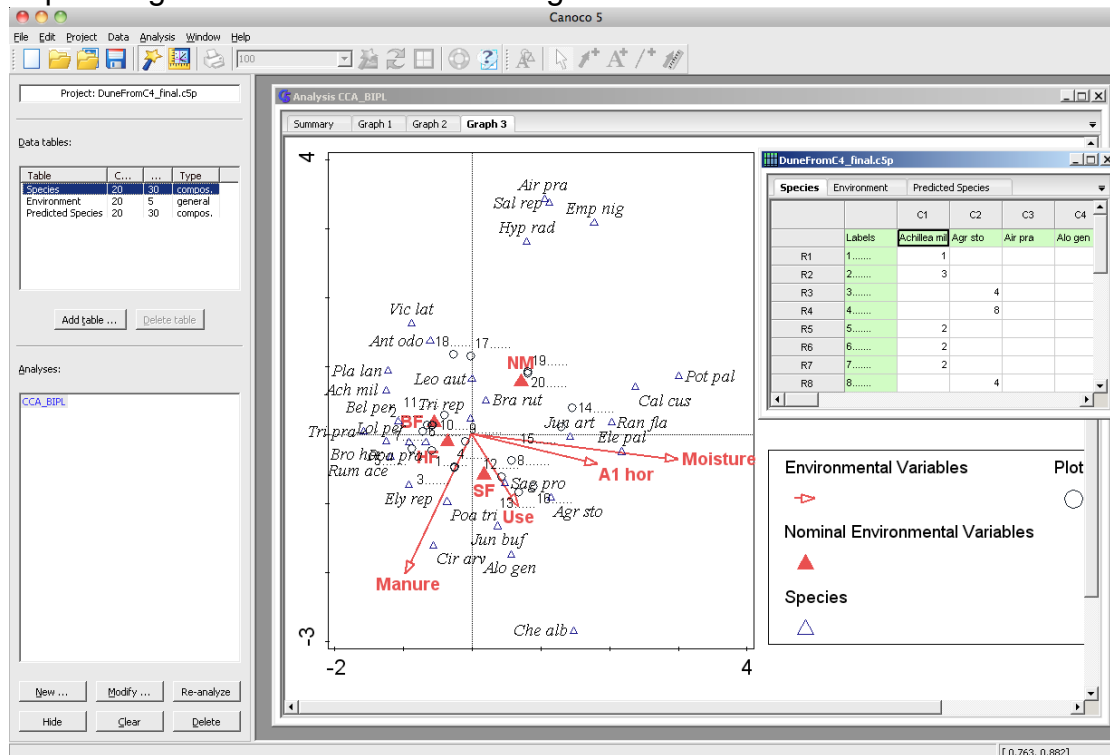 Canoco 5
File Edit Project Data Analysis Window Help
100
Project: DuneFromC4_final.c5p
Data tables:
Table C... ... Type
Species 20 30 compos.
Environment 20 5 general
Predicted Species 20 30 compos.
Add table ... Delete table
Analyses:
CCA_BIPL
New ... Modify ... Re-analyze
Hide Clear Delete
Analysis CCA_BIPL
Summary Graph 1 Graph 2 Graph 3
4
Air pra
Sal rep
Emp nig
Hyp rad
Vic lat
Ant odo 18...... 17......
NM 19......
Pla lan
Leo aut 20......
Pot pal
Ach mil
Bra rut
Cal cus
Bel per 11 Tri rep
14......
2 BF 10...... 9
Jun art Ran fla
Tri pra Lol per
15......
Ele pal
HF
4
Moisture
Rum ace
1......
12
8......
A1 hor
3......
SF
Sag pro
Ely rep
13......
16......
Poa tri Use Agr sto
Jun buf
Cir arv
Alo gen
Manure
Che alb
-3
-2 4
DuneFromC4_final.c5p
Species Environment Predicted Species
C1 C2 C3 C4
Labels Achillea mil Agr sto Air pra Alo gen
R1 1....... 1
R2 2....... 3
R3 3....... 4
R4 4....... 8
R5 5....... 2
R6 6....... 2
R7 7....... 2
R8 8....... 4
Environmental Variables Plot
Nominal Environmental Variables
Species
[ 0.763, 0.882]